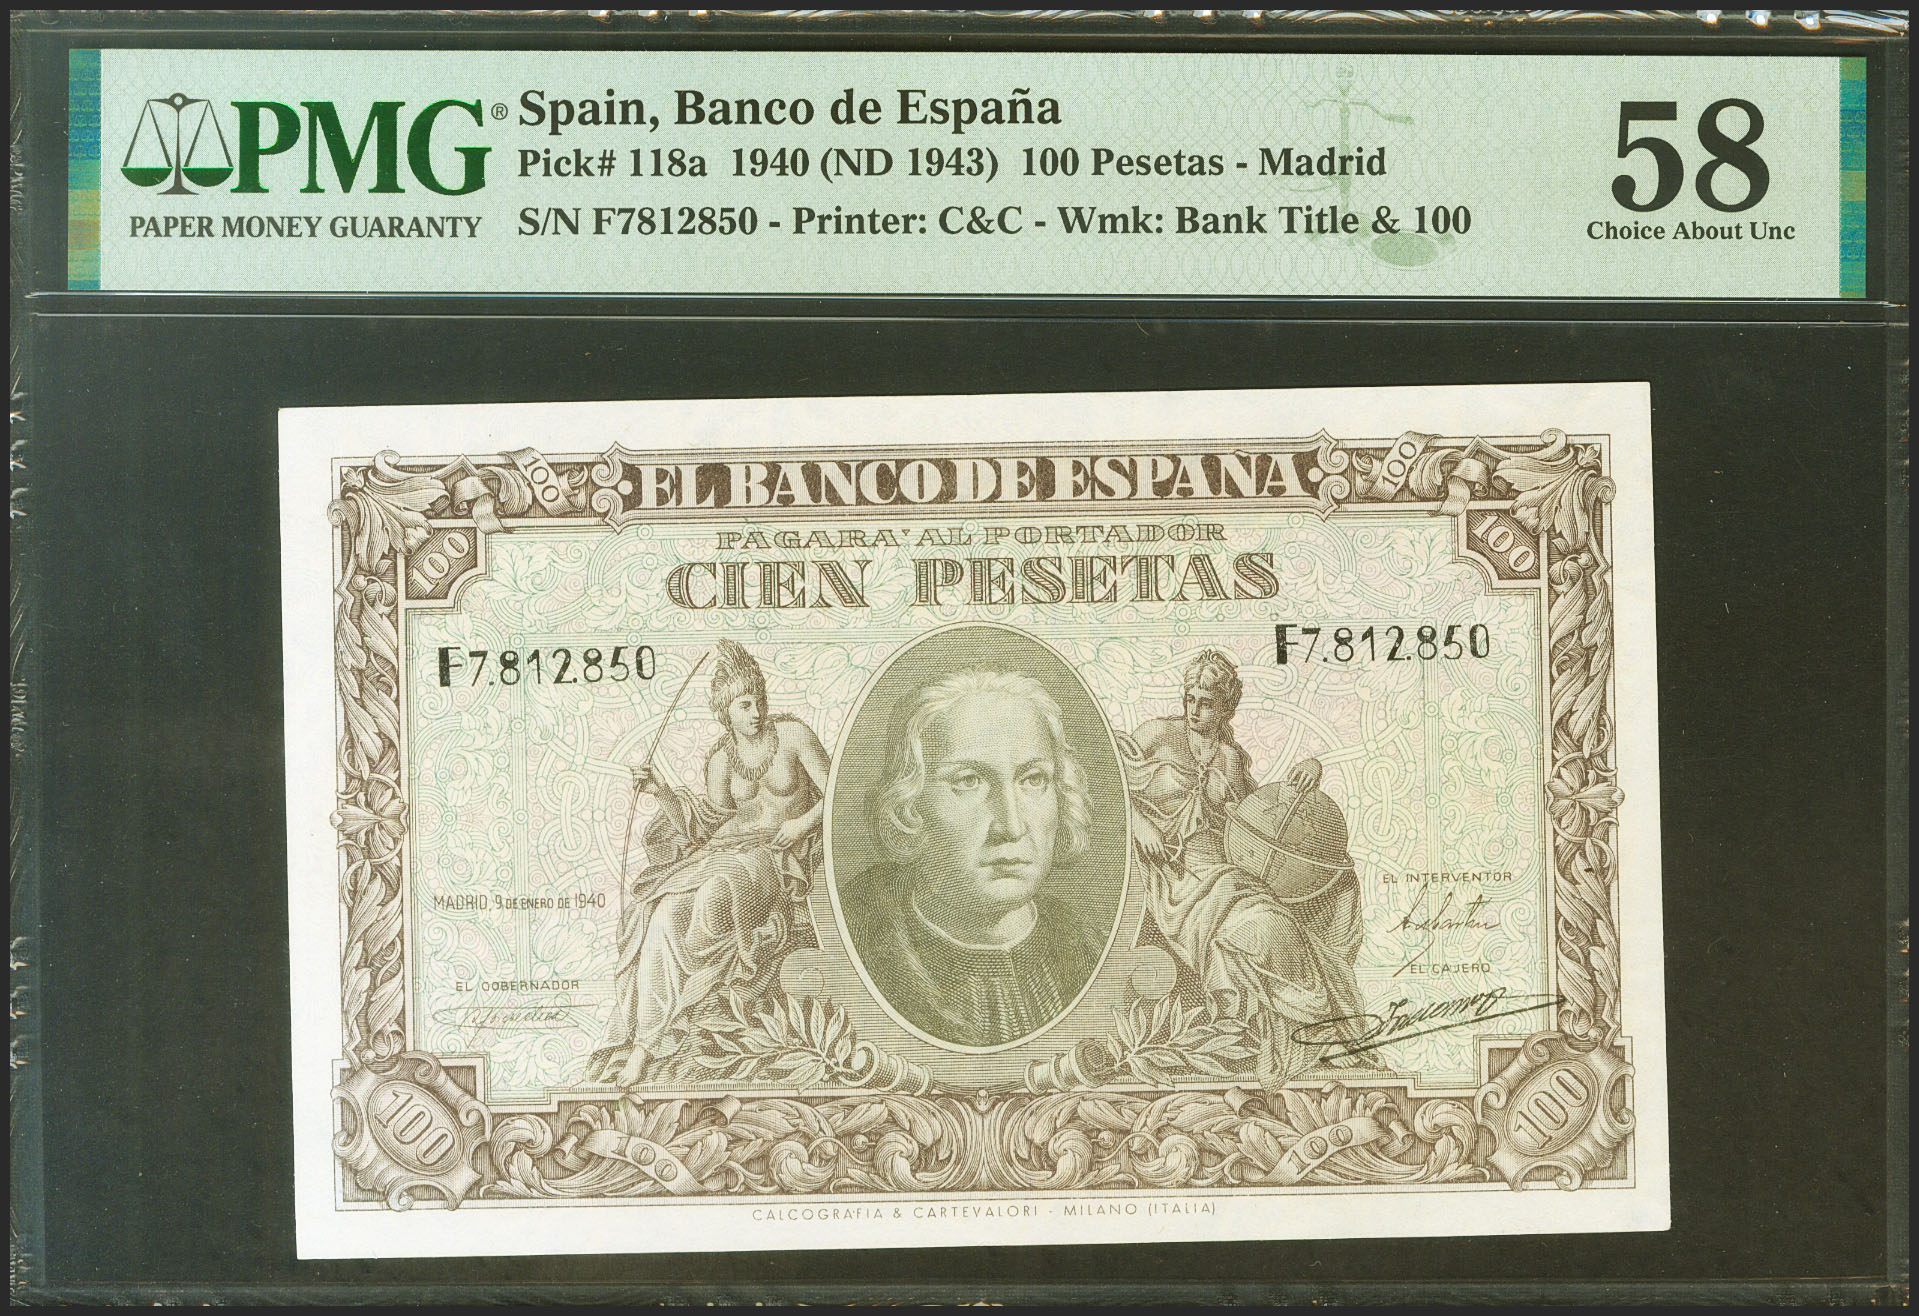 PMG®
PAPER MONEY GUARANTY
Spain, Banco de España
Pick# 118a 1940 (ND 1943) 100 Pesetas - Madrid
S/N F7812850 - Printer: C&C - Wmk: Bank Title & 100
58
Choice About Unc
100 100
EL BANCO DE ESPAÑA
100 100
PAGARA' AL PORTADOR
CIEN PESETAS
F7.812.850 F7.812.850
MADRID, 9 DE ENERO DE 1940
EL INTERVENTOR
EL CAJERO
EL GOBERNADOR
100 100
100 100
CALCOGRAFIA & CARTEVALORI - MILANO (ITALIA)